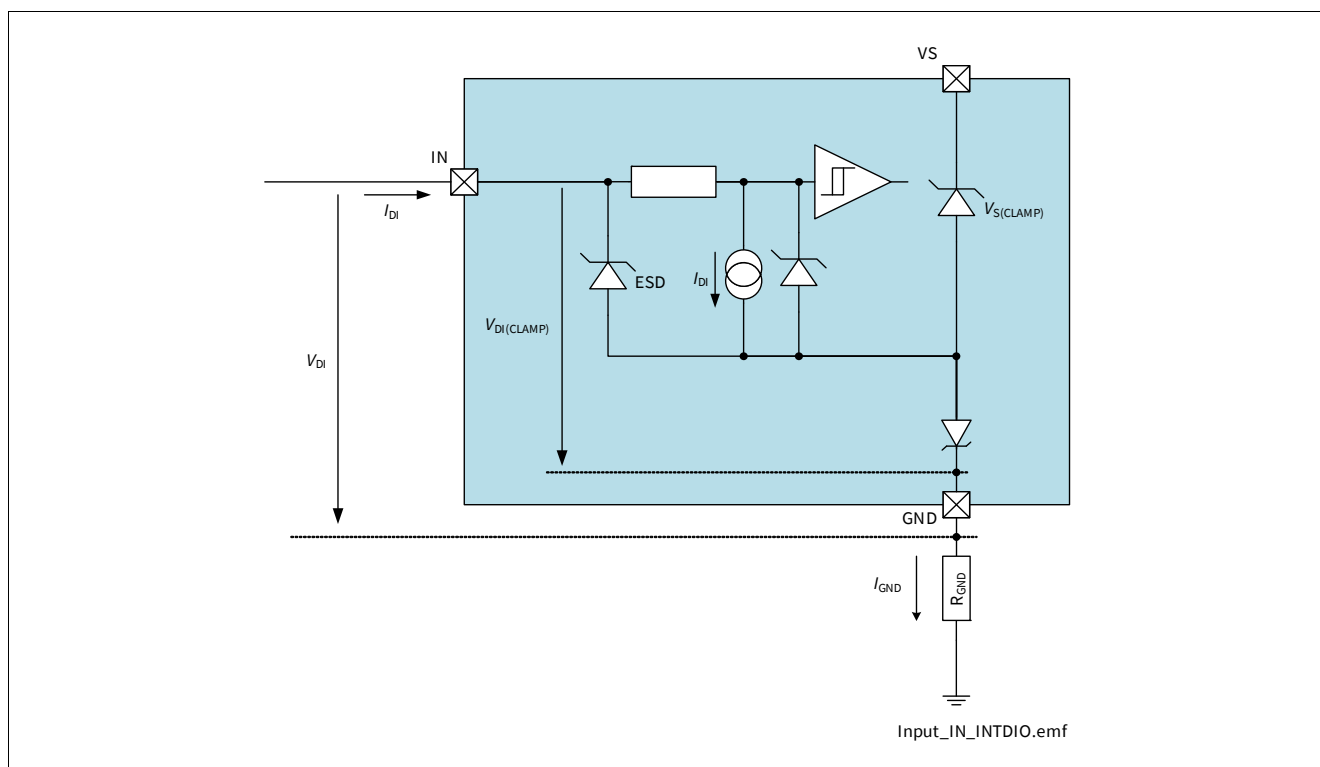 VS
IN
I_DI
V_S(CLAMP)
ESD
I_DI
V_DI(CLAMP)
V_DI
GND
I_GND
R_GND
Input_IN_INTDIO.emf